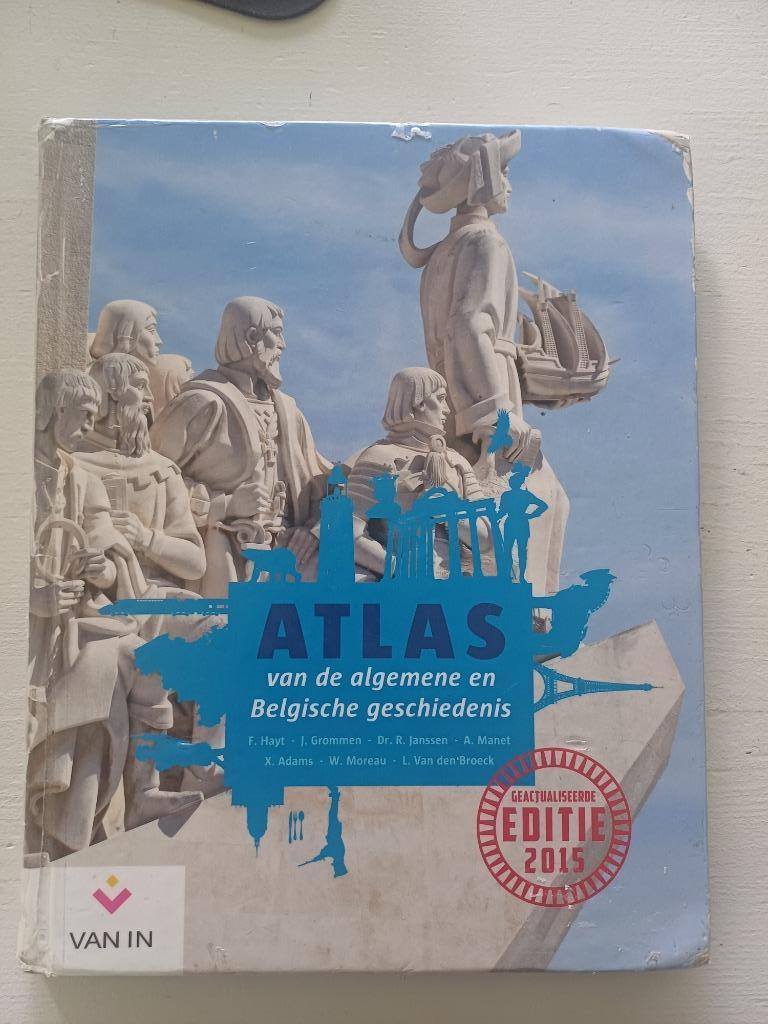 ATLAS
van de algemene en
Belgische geschiedenis
F. Hayt - J. Grommen - Dr. R. Janssen - A. Manet
X. Adams - W. Moreau - L. Van den Broeck
GEACTUALISEERDE
EDITIE
2015
VAN IN